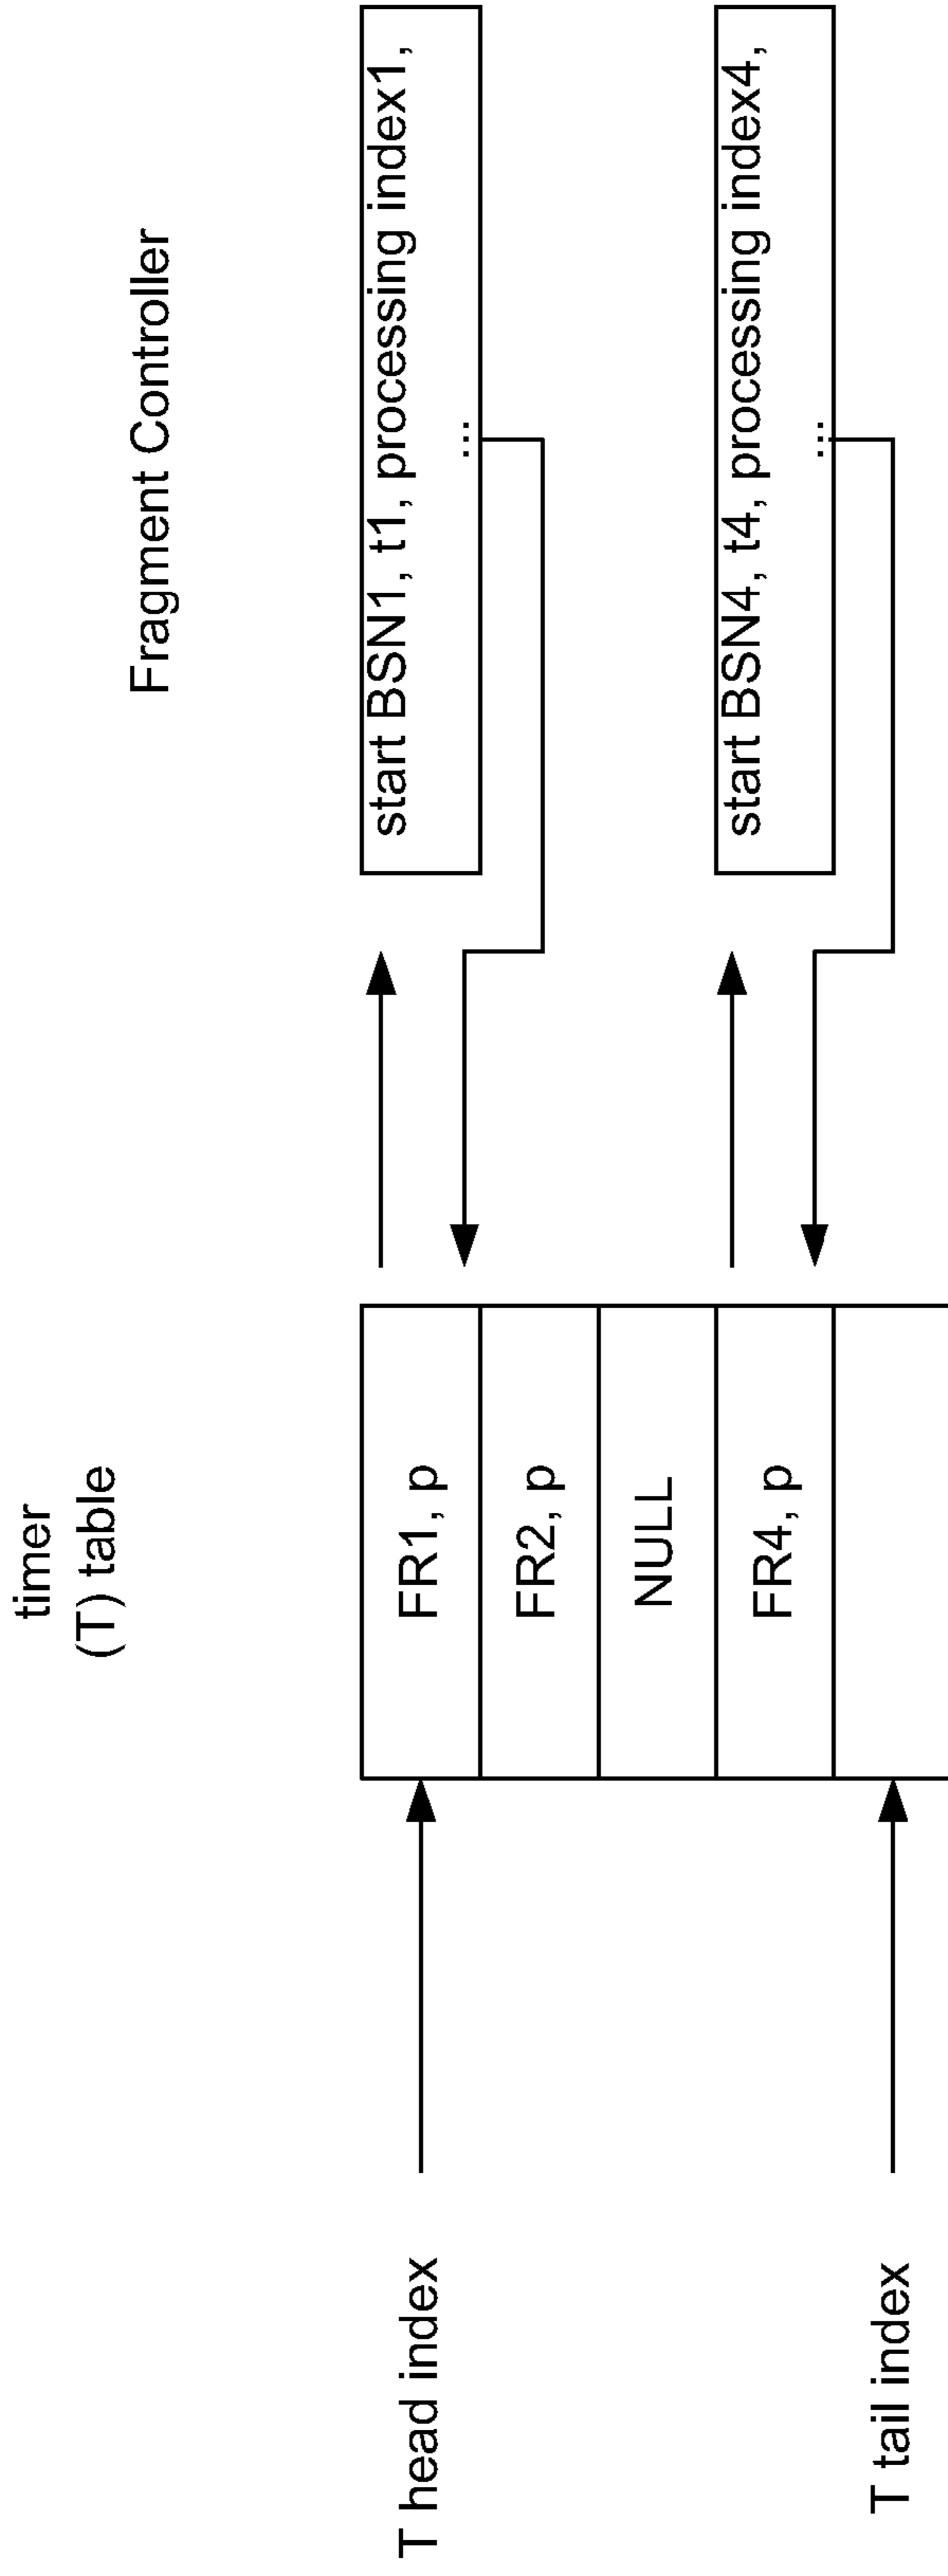 timer
(T) table
Fragment Controller
T head index
FR1, p
start BSN1, t1, processing index1,
...
FR2, p
NULL
FR4, p
start BSN4, t4, processing index4,
...
T tail index